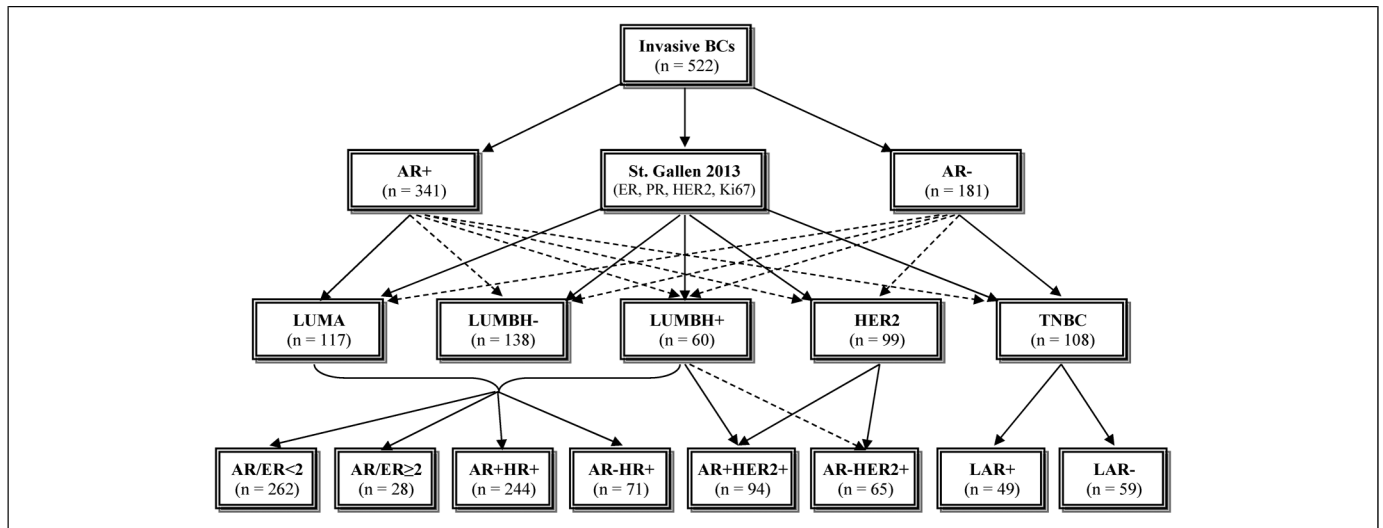 Invasive BCs
(n = 522)
AR+
(n = 341)
St. Gallen 2013
(ER, PR, HER2, Ki67)
AR-
(n = 181)
LUMA
(n = 117)
LUMBH-
(n = 138)
LUMBH+
(n = 60)
HER2
(n = 99)
TNBC
(n = 108)
AR/ER<2
(n = 262)
AR/ER≥2
(n = 28)
AR+HR+
(n = 244)
AR-HR+
(n = 71)
AR+HER2+
(n = 94)
AR-HER2+
(n = 65)
LAR+
(n = 49)
LAR-
(n = 59)